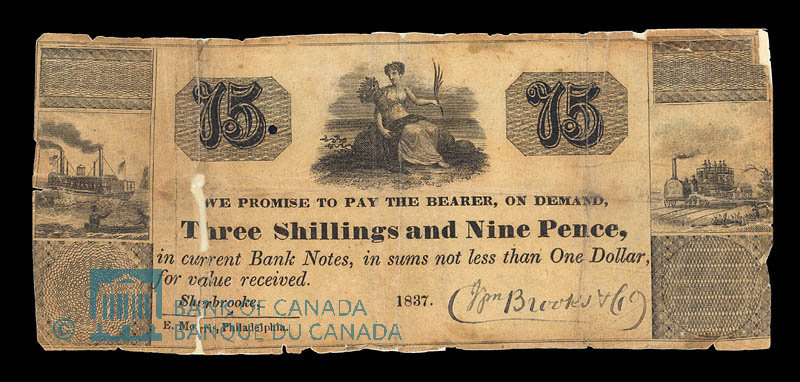 75. 75
WE PROMISE TO PAY THE BEARER, ON DEMAND,
Three Shillings and Nine Pence,
in current Bank Notes, in sums not less than One Dollar,
for value received.
Sherbrooke, 1837. Wm Brooks & Co
E. Morris, Philadelphia.
© BANK OF CANADA
BANQUE DU CANADA